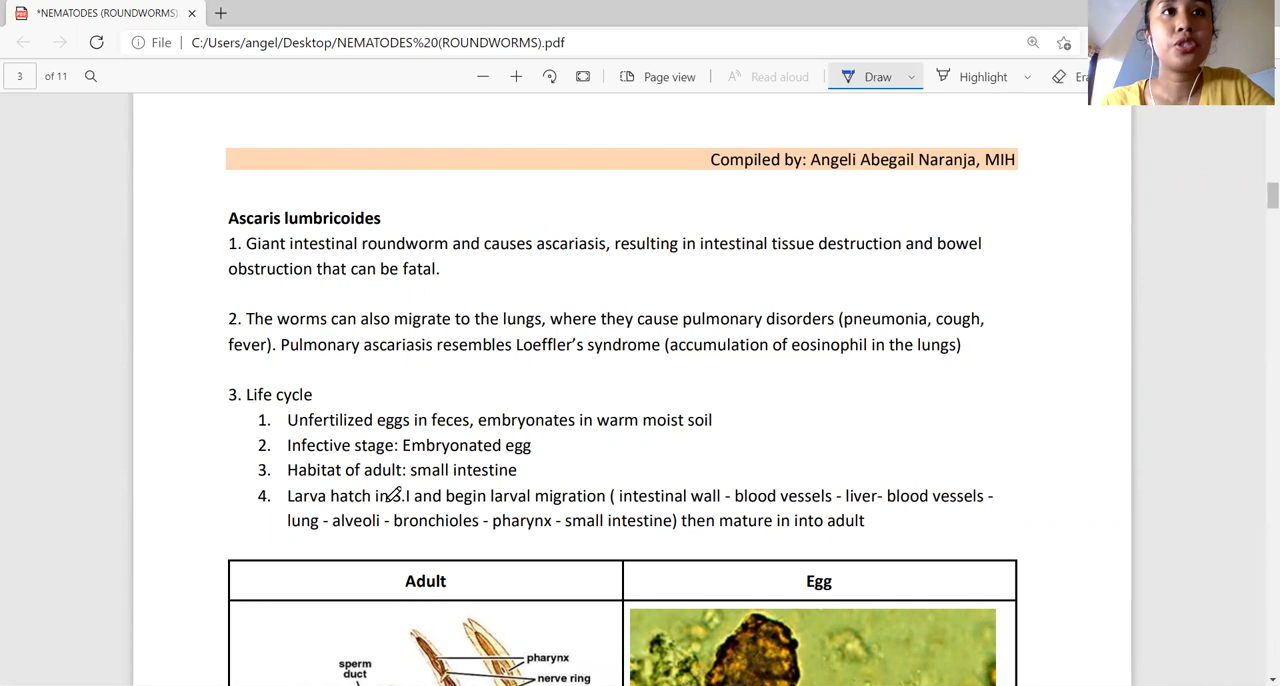 *NEMATODES (ROUNDWORMS)
File C:/Users/angel/Desktop/NEMATODES%20(ROUNDWORMS).pdf
3 of 11 Page view Read aloud Draw Highlight
Compiled by: Angeli Abegail Naranja, MIH
Ascaris lumbricoides
1. Giant intestinal roundworm and causes ascariasis, resulting in intestinal tissue destruction and bowel
obstruction that can be fatal.
2. The worms can also migrate to the lungs, where they cause pulmonary disorders (pneumonia, cough,
fever). Pulmonary ascariasis resembles Loeffler's syndrome (accumulation of eosinophil in the lungs)
3. Life cycle
1. Unfertilized eggs in feces, embryonates in warm moist soil
2. Infective stage: Embryonated egg
3. Habitat of adult: small intestine
4. Larva hatch in and begin larval migration ( intestinal wall - blood vessels - liver- blood vessels -
lung - alveoli - bronchioles - pharynx - small intestine) then mature in into adult
Adult Egg
pharynx
sperm
duct
nerve ring